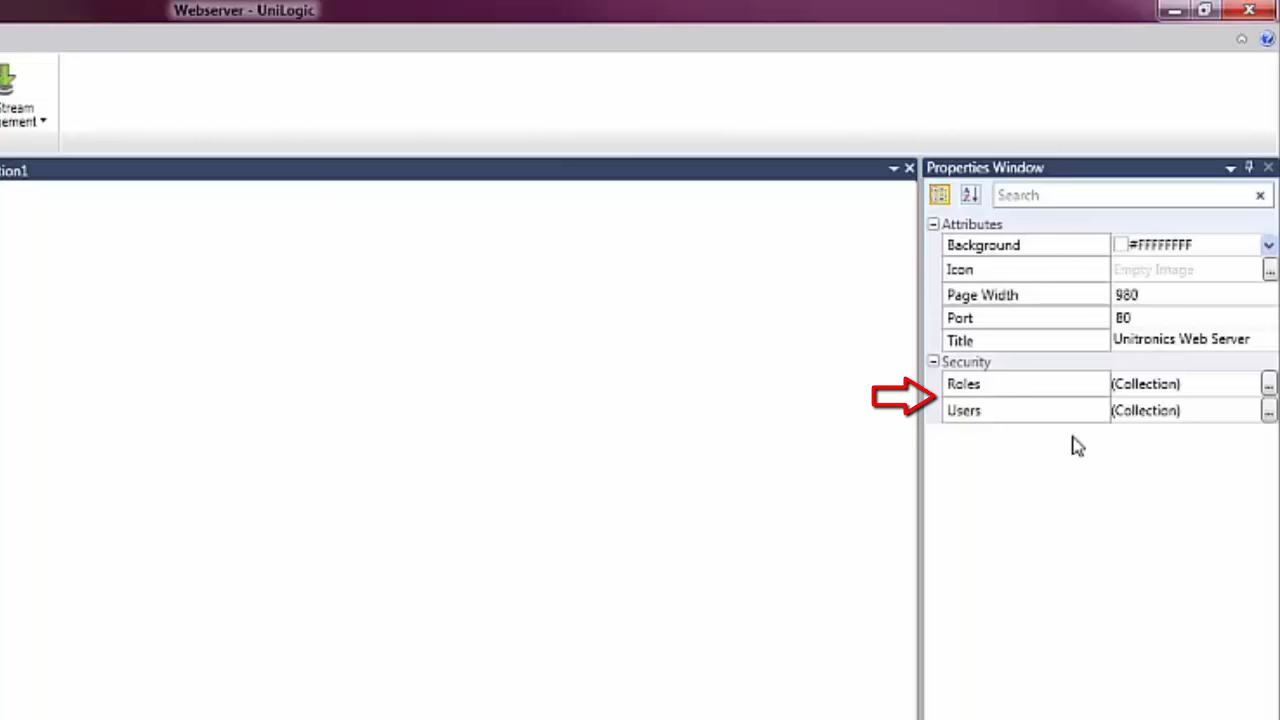 Webserver - UniLogic
Stream
ement
tion1
Properties Window
Search
Attributes
Background #FFFFFFFF
Icon Empty Image ...
Page Width 980
Port 80
Title Unitronics Web Server
Security
Roles (Collection) ...
Users (Collection) ...